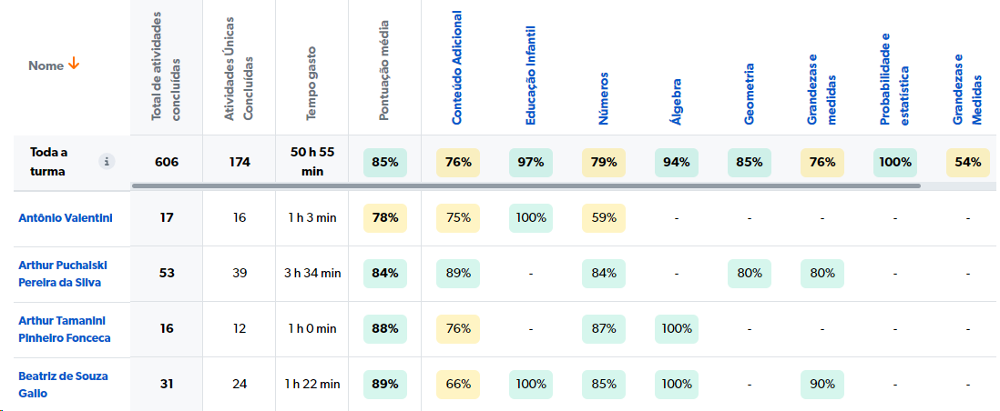 Nome
Total de atividades
concluídas
Atividades Únicas
Concluídas
Tempo gasto
Pontuação média
Conteúdo Adicional
Educação Infantil
Números
Álgebra
Geometria
Grandezas e
medidas
Probabilidade e
estatística
Grandezas e
Medidas
Toda a
turma
i
606
174
50 h 55
min
85%
76%
97%
79%
94%
85%
76%
100%
54%
Antônio Valentini
17
16
1 h 3 min
78%
75%
100%
59%
-
-
-
-
-
Arthur Puchalski
Pereira da Silva
53
39
3 h 34 min
84%
89%
-
84%
-
80%
80%
-
-
Arthur Tamanini
Pinheiro Fonceca
16
12
1 h 0 min
88%
76%
-
87%
100%
-
-
-
-
Beatriz de Souza
Gallo
31
24
1 h 22 min
89%
66%
100%
85%
100%
-
90%
-
-